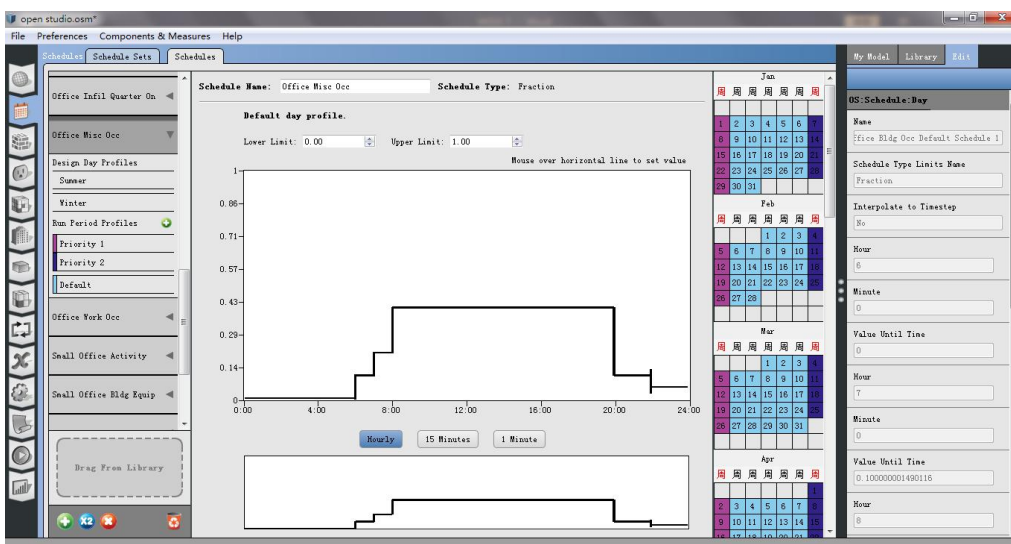 open studio.osm*
File Preferences Components & Measures Help
Schedules Schedule Sets Schedules
My Model Library Edit
Office Infil Quarter On
Office Misc Occ
Design Day Profiles
Summer
Winter
Run Period Profiles
Priority 1
Priority 2
Default
Office Work Occ
Small Office Activity
Small Office Bldg Equip
Drag From Library
X2
Schedule Name: Office Misc Occ Schedule Type: Fraction
Default day profile.
Lower Limit: 0.00 Upper Limit: 1.00
Mouse over horizontal line to set value
1
0.86
0.71
0.57
0.43
0.29
0.14
0
0:00 4:00 8:00 12:00 16:00 20:00 24:00
Hourly 15 Minutes 1 Minute
Jan
周 周 周 周 周 周 周
1 2 3 4 5 6 7
8 9 10 11 12 13 14
15 16 17 18 19 20 21
22 23 24 25 26 27 28
29 30 31
Feb
周 周 周 周 周 周 周
1 2 3 4
5 6 7 8 9 10 11
12 13 14 15 16 17 18
19 20 21 22 23 24 25
26 27 28
Mar
周 周 周 周 周 周 周
1 2 3 4
5 6 7 8 9 10 11
12 13 14 15 16 17 18
19 20 21 22 23 24 25
26 27 28 29 30 31
Apr
周 周 周 周 周 周 周
1
2 3 4 5 6 7 8
9 10 11 12 13 14 15
16 17 18 19 20 21
OS:Schedule:Day
Name
ffice Bldg Occ Default Schedule 1
Schedule Type Limits Name
Fraction
Interpolate to Timestep
No
Hour
6
Minute
0
Value Until Time
0
Hour
7
Minute
0
Value Until Time
0.100000001490116
Hour
8